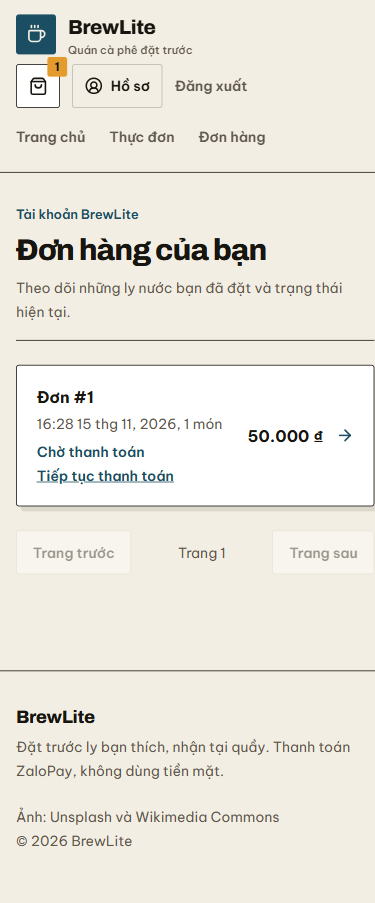 BrewLite
Quán cà phê đặt trước
1
Hồ sơ
Đăng xuất
Trang chủ
Thực đơn
Đơn hàng
Tài khoản BrewLite
Đơn hàng của bạn
Theo dõi những ly nước bạn đã đặt và trạng thái
hiện tại.
Đơn #1
16:28 15 thg 11, 2026, 1 món
50.000 ₫
Chờ thanh toán
Tiếp tục thanh toán
Trang trước
Trang 1
Trang sau
BrewLite
Đặt trước ly bạn thích, nhận tại quầy. Thanh toán
ZaloPay, không dùng tiền mặt.
Ảnh: Unsplash và Wikimedia Commons
© 2026 BrewLite